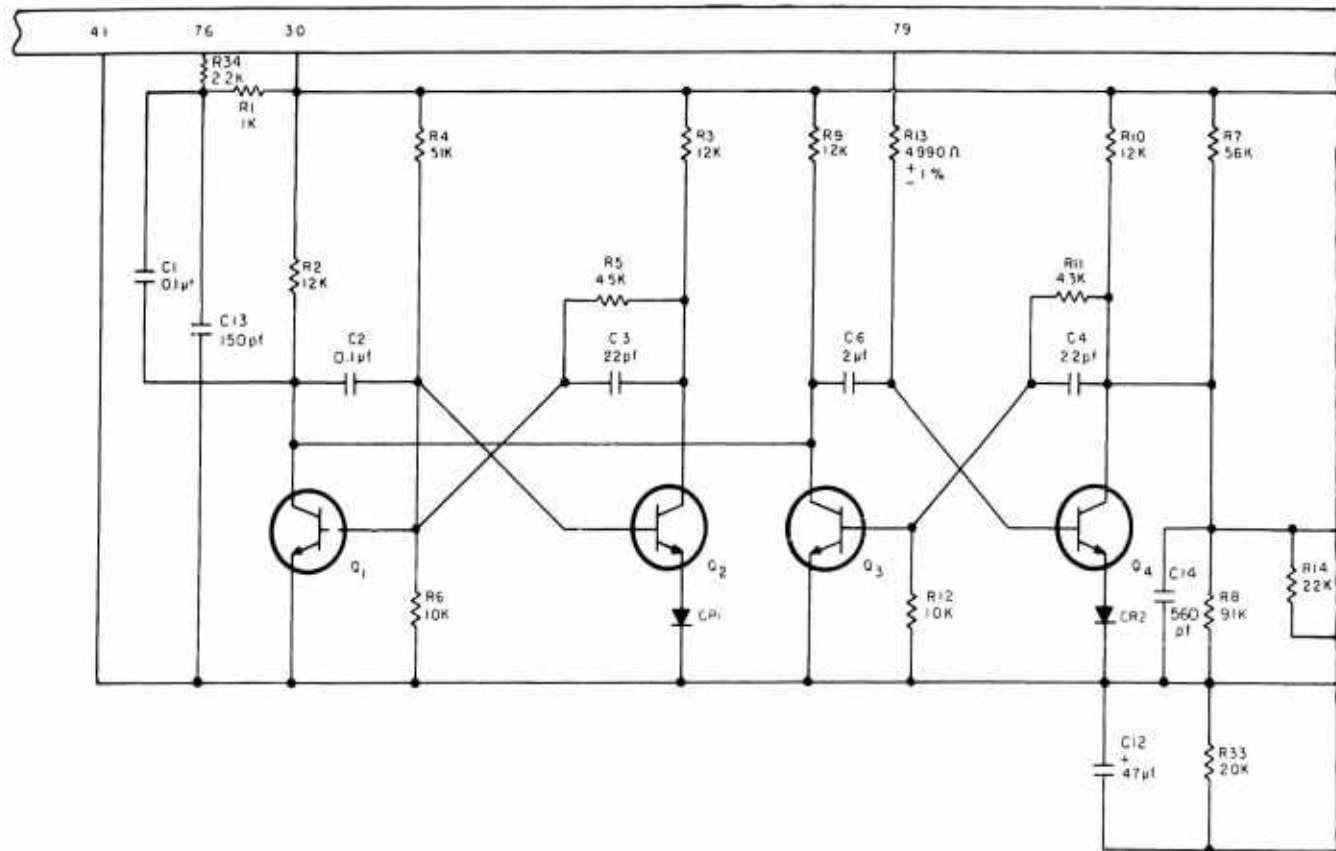 41 76 30 79
R34
2.2K
R1
1K
R4
51K
R3
12K
R9
12K
R13
4990Ω
+
- 1%
R10
12K
R7
56K
C1
0.1µf
R2
12K
C13
150pf
C2
0.1µf
R5
45K
C3
22pf
C6
2µf
R11
43K
C4
22pf
Q1
R6
10K
Q2
CP1
Q3
R12
10K
Q4
CR2
C14
560
pf
R8
91K
R14
22K
C12
+
47µf
R33
20K